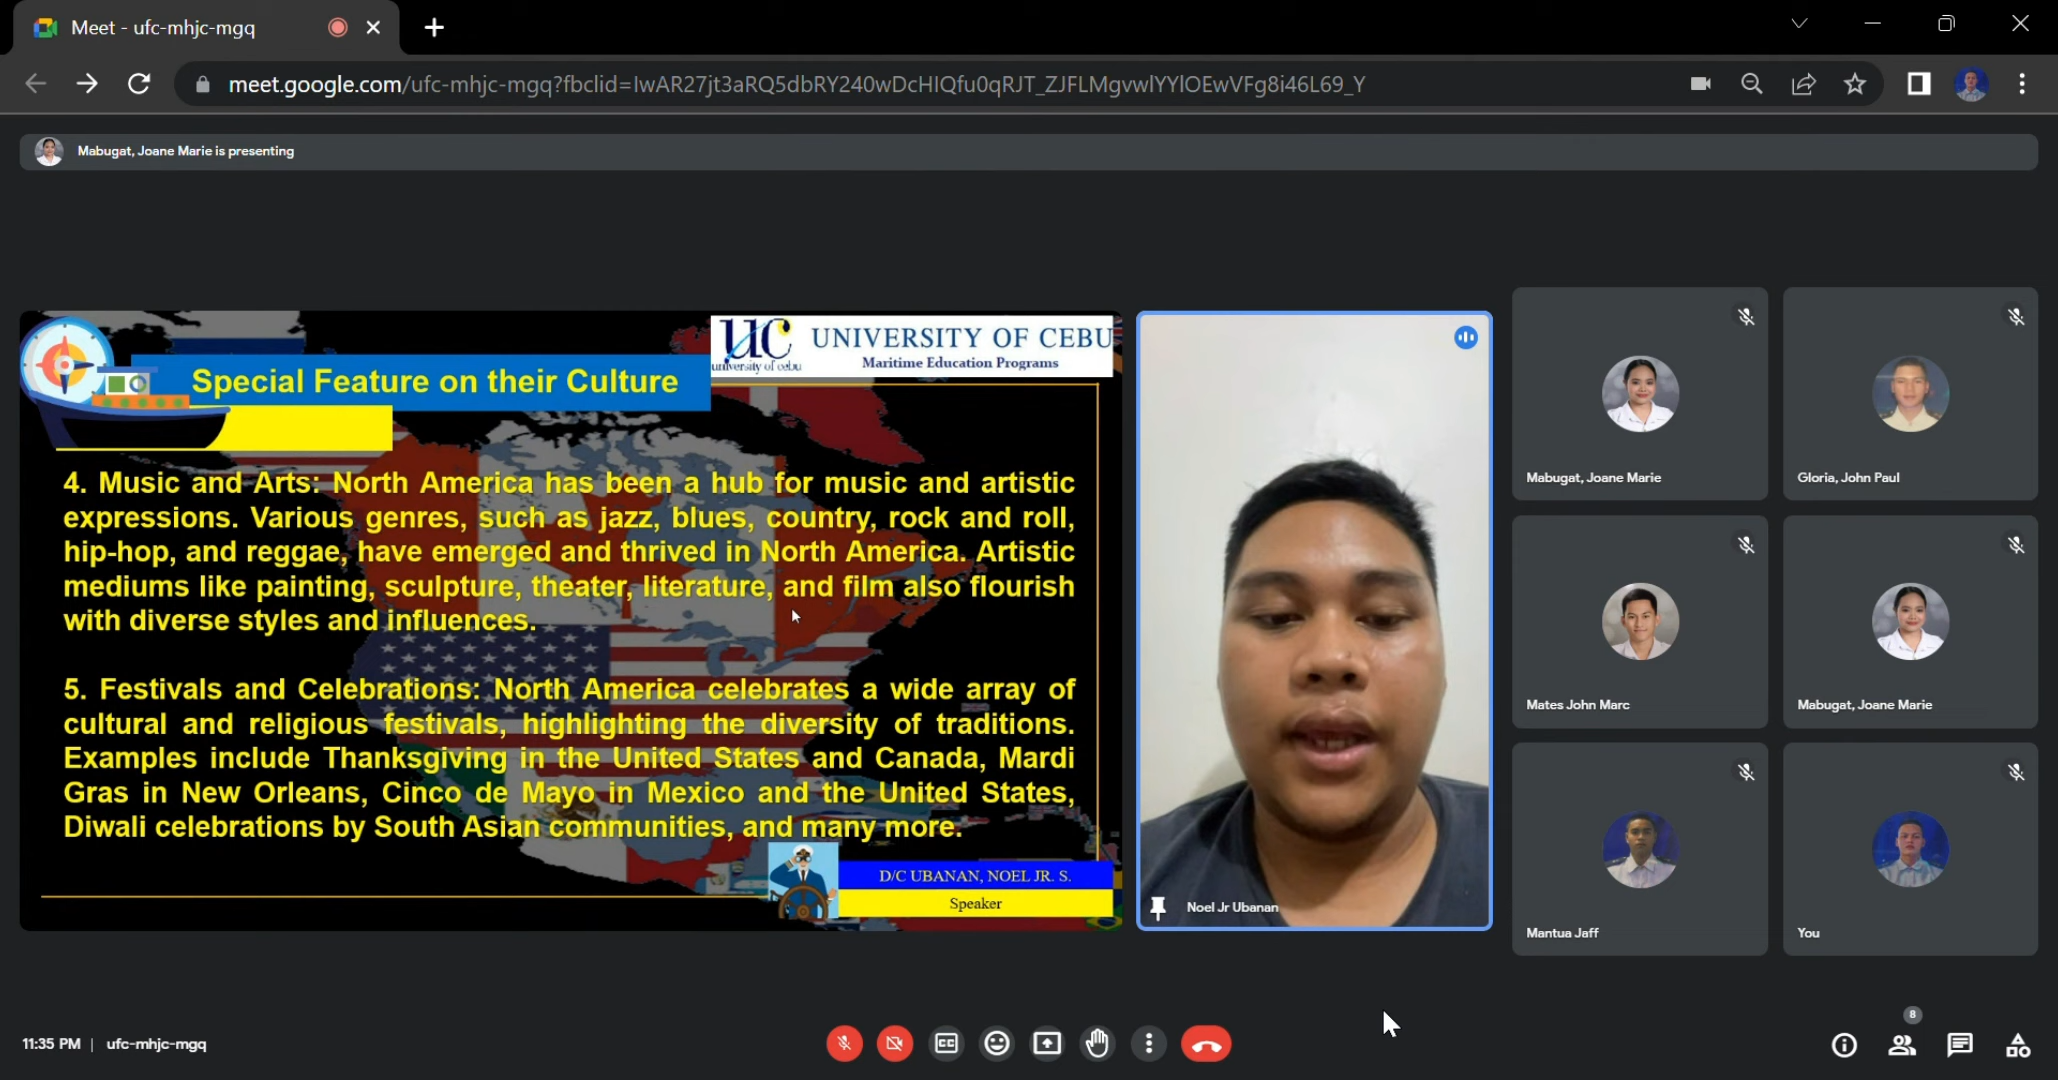 Meet - ufc-mhjc-mgq
meet.google.com/ufc-mhjc-mgq?fbclid=IwAR27jt3aRQ5dbRY240wDcHIQfu0qRJT_ZJFLMgvwlYYlOEwVFg8i46L69_Y
Mabugat, Joane Marie is presenting
UC
university of cebu
UNIVERSITY OF CEBU
Maritime Education Programs
Special Feature on their Culture
4. Music and Arts: North America has been a hub for music and artistic
expressions. Various genres, such as jazz, blues, country, rock and roll,
hip-hop, and reggae, have emerged and thrived in North America. Artistic
mediums like painting, sculpture, theater, literature, and film also flourish
with diverse styles and influences.
5. Festivals and Celebrations: North America celebrates a wide array of
cultural and religious festivals, highlighting the diversity of traditions.
Examples include Thanksgiving in the United States and Canada, Mardi
Gras in New Orleans, Cinco de Mayo in Mexico and the United States,
Diwali celebrations by South Asian communities, and many more.
D/C UBANAN, NOEL JR. S.
Speaker
Noel Jr Ubanan
Mabugat, Joane Marie
Gloria, John Paul
Mates John Marc
Mabugat, Joane Marie
Mantua Jaff
You
11:35 PM | ufc-mhjc-mgq
CC
8